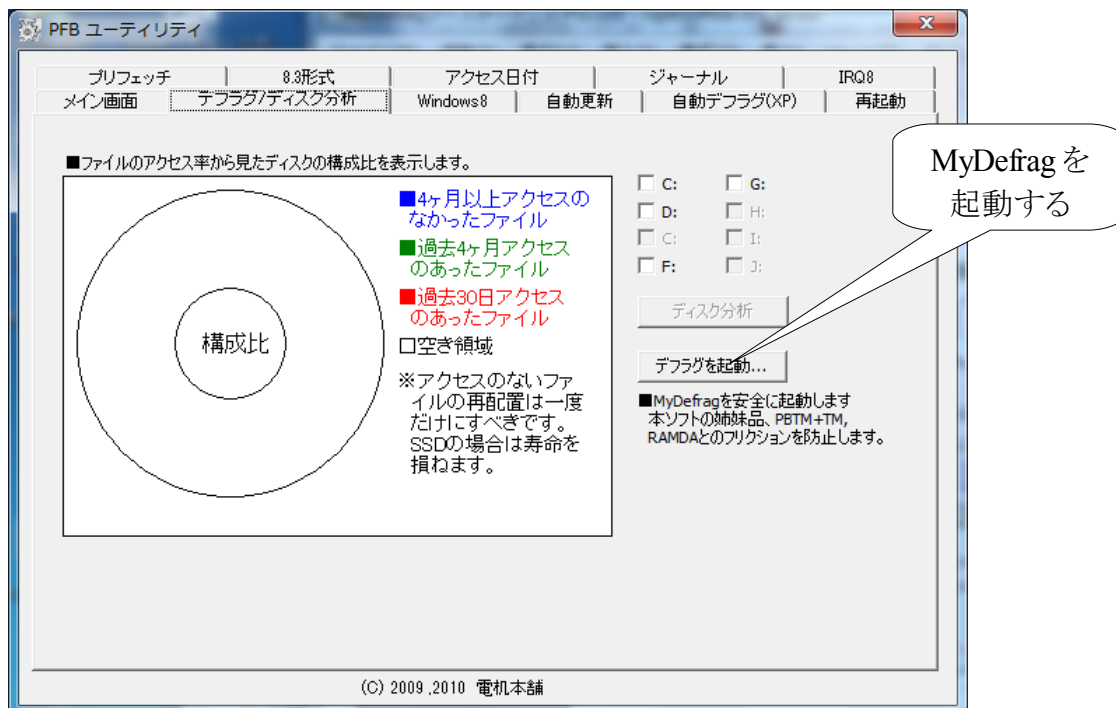 PFB ユーティリティ
プリフェッチ
8.3形式
アクセス日付
ジャーナル
IRQ8
メイン画面
デフラグ/ディスク分析
Windows8
自動更新
自動デフラグ(XP)
再起動
■ファイルのアクセス率から見たディスクの構成比を表示します。
構成比
■4ヶ月以上アクセスの
なかったファイル
■過去4ヶ月アクセス
のあったファイル
■過去30日アクセス
のあったファイル
□空き領域
※アクセスのないファ
イルの再配置は一度
だけにすべきです。
SSDの場合は寿命を
損ねます。
C:
G:
D:
H:
C:
I:
F:
J:
ディスク分析
デフラグを起動...
■MyDefragを安全に起動します
本ソフトの姉妹品、PBTM+TM,
RAMDAとのフリクションを防止します。
MyDefragを
起動する
(C) 2009 ,2010 電机本舗